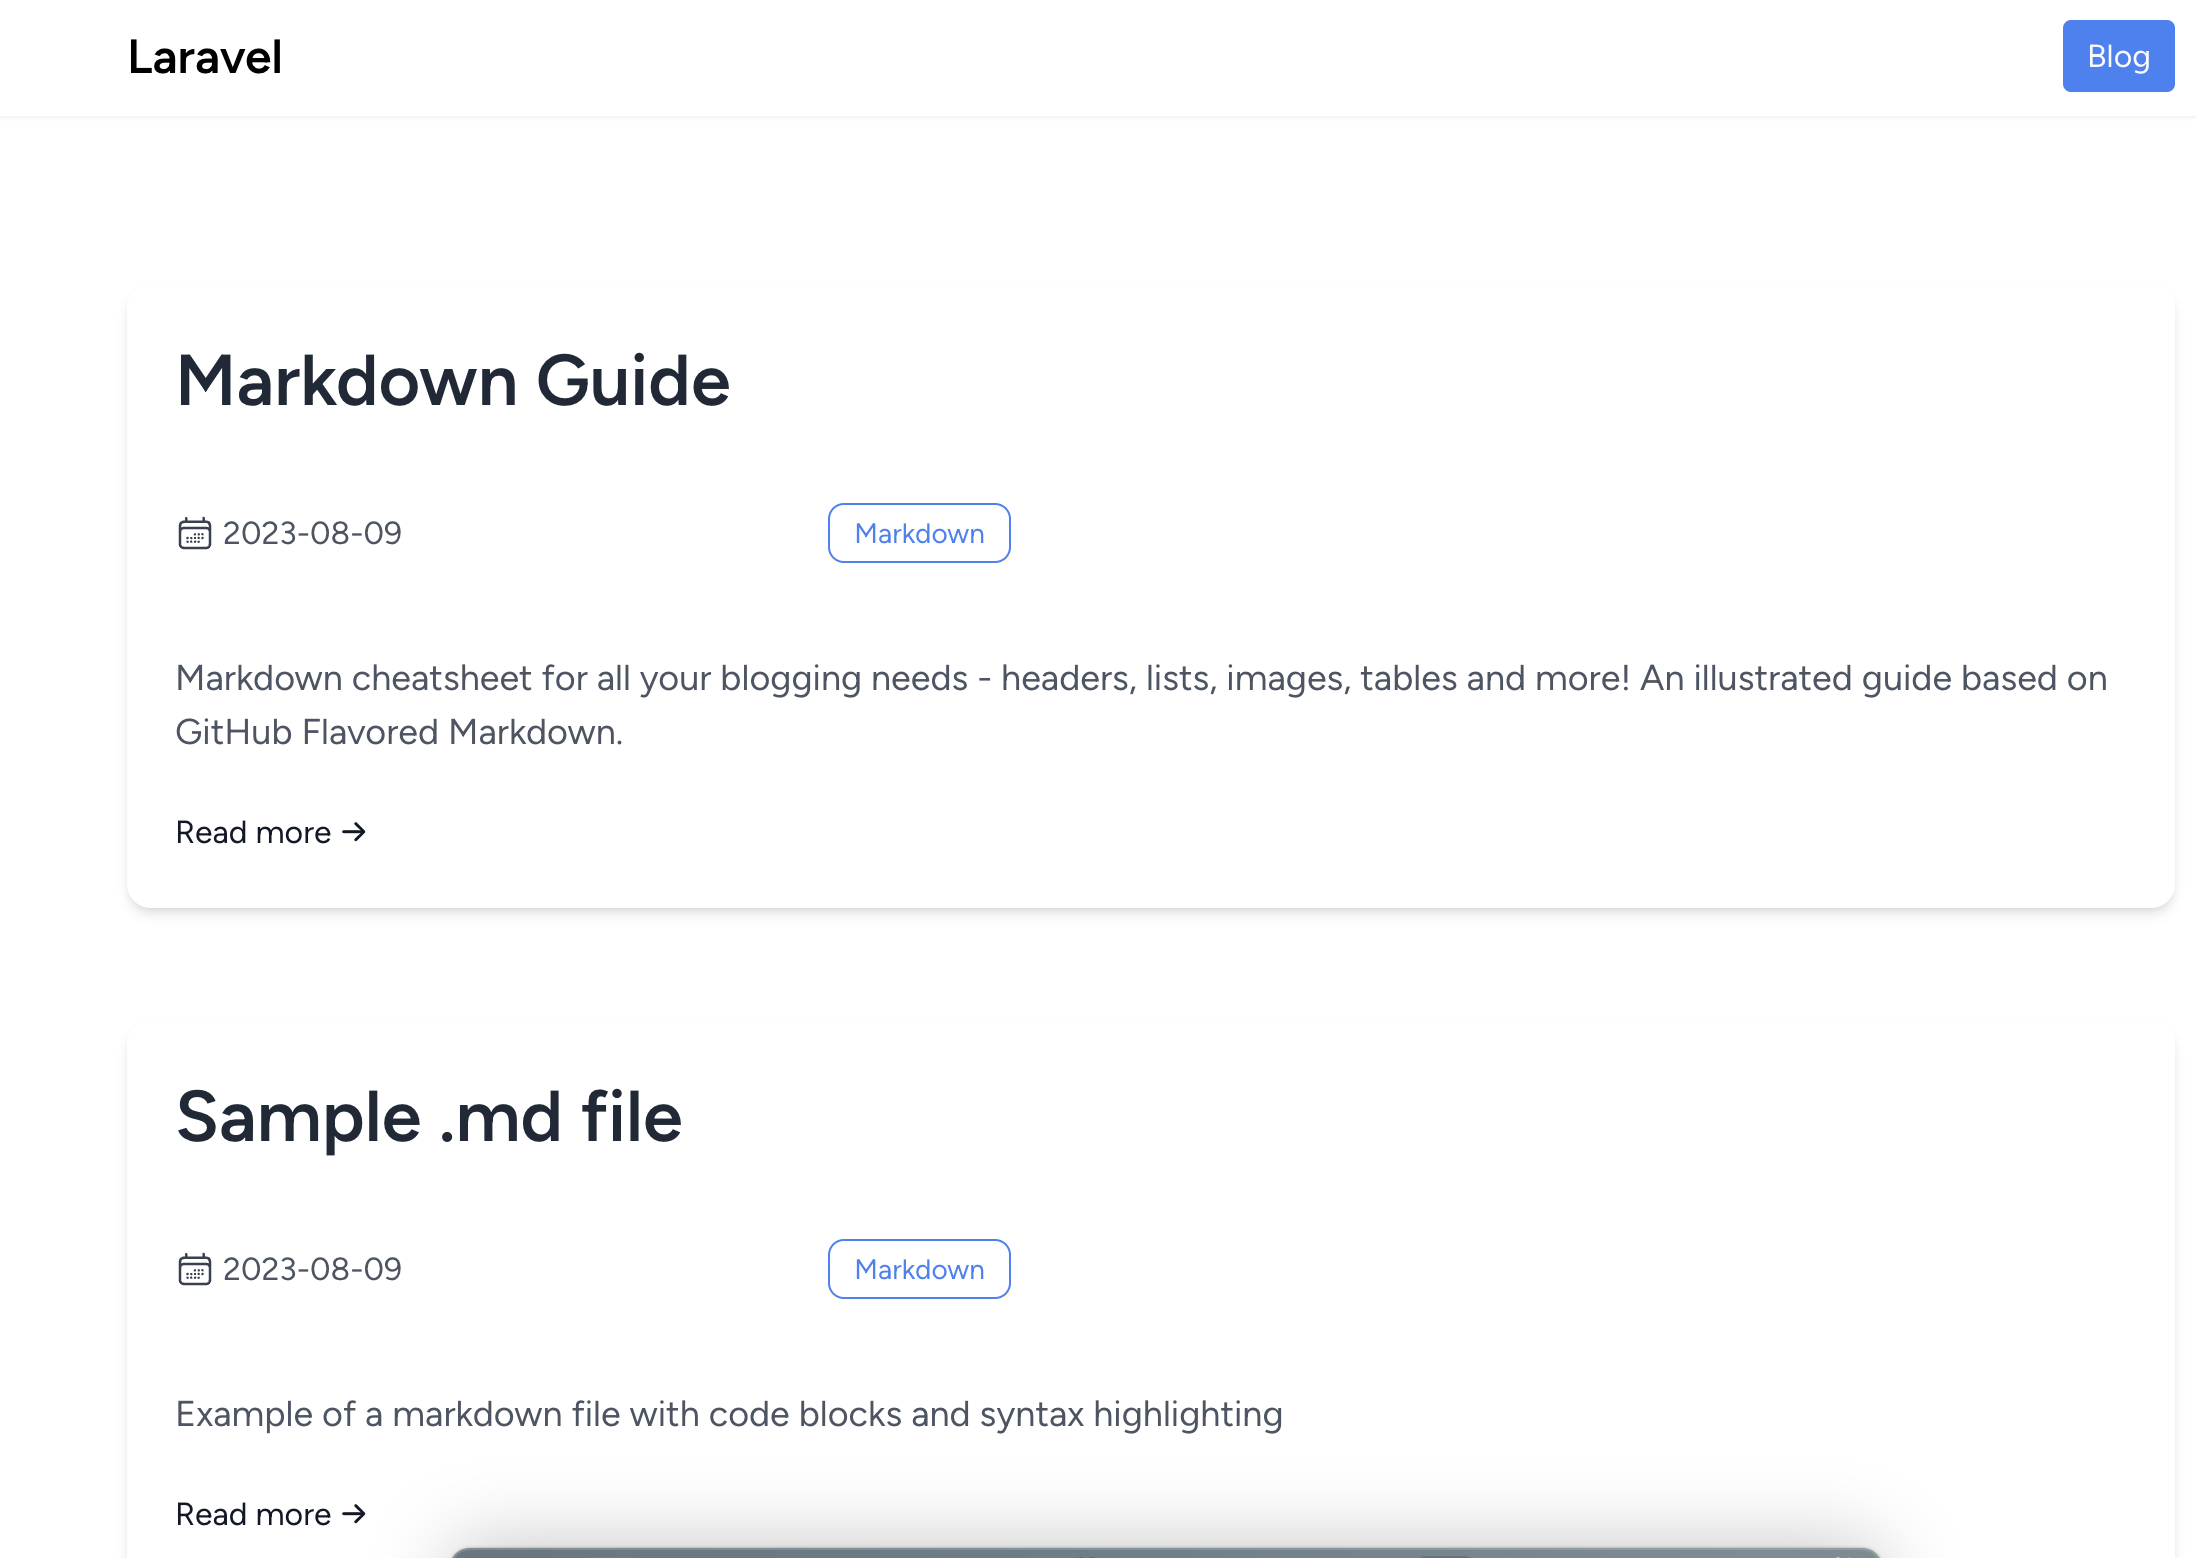 Laravel
Blog
Markdown Guide
2023-08-09
Markdown
Markdown cheatsheet for all your blogging needs - headers, lists, images, tables and more! An illustrated guide based on
GitHub Flavored Markdown.
Read more →
Sample .md file
2023-08-09
Markdown
Example of a markdown file with code blocks and syntax highlighting
Read more →